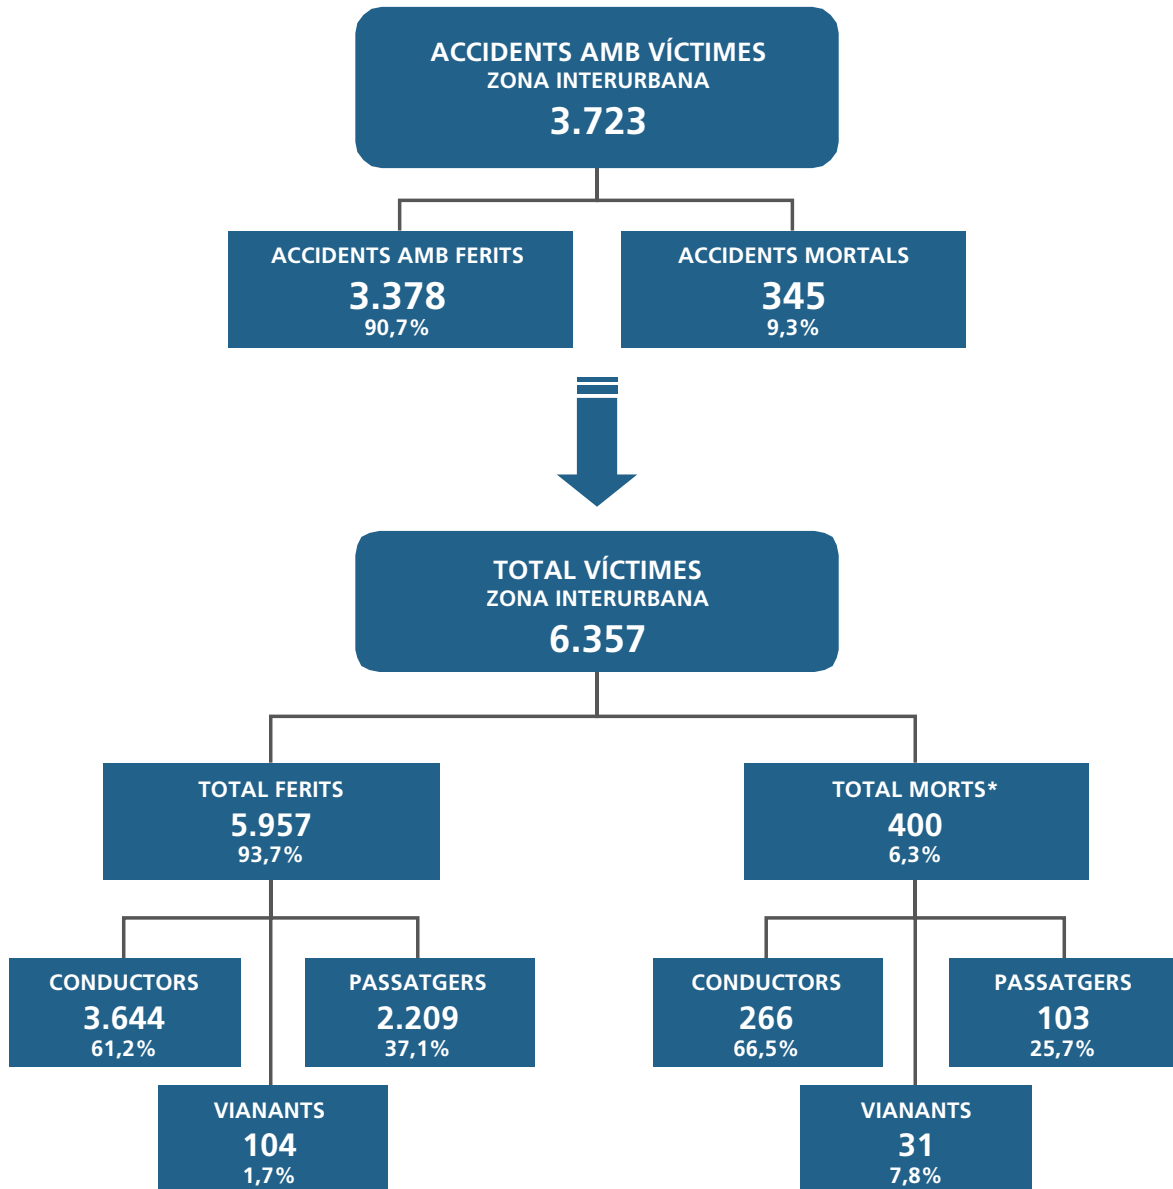 ACCIDENTS AMB VÍCTIMES
ZONA INTERURBANA
3.723
ACCIDENTS AMB FERITS
3.378
90,7%
ACCIDENTS MORTALS
345
9,3%
TOTAL VÍCTIMES
ZONA INTERURBANA
6.357
TOTAL FERITS
5.957
93,7%
TOTAL MORTS*
400
6,3%
CONDUCTORS
3.644
61,2%
PASSATGERS
2.209
37,1%
VIANANTS
104
1,7%
CONDUCTORS
266
66,5%
PASSATGERS
103
25,7%
VIANANTS
31
7,8%